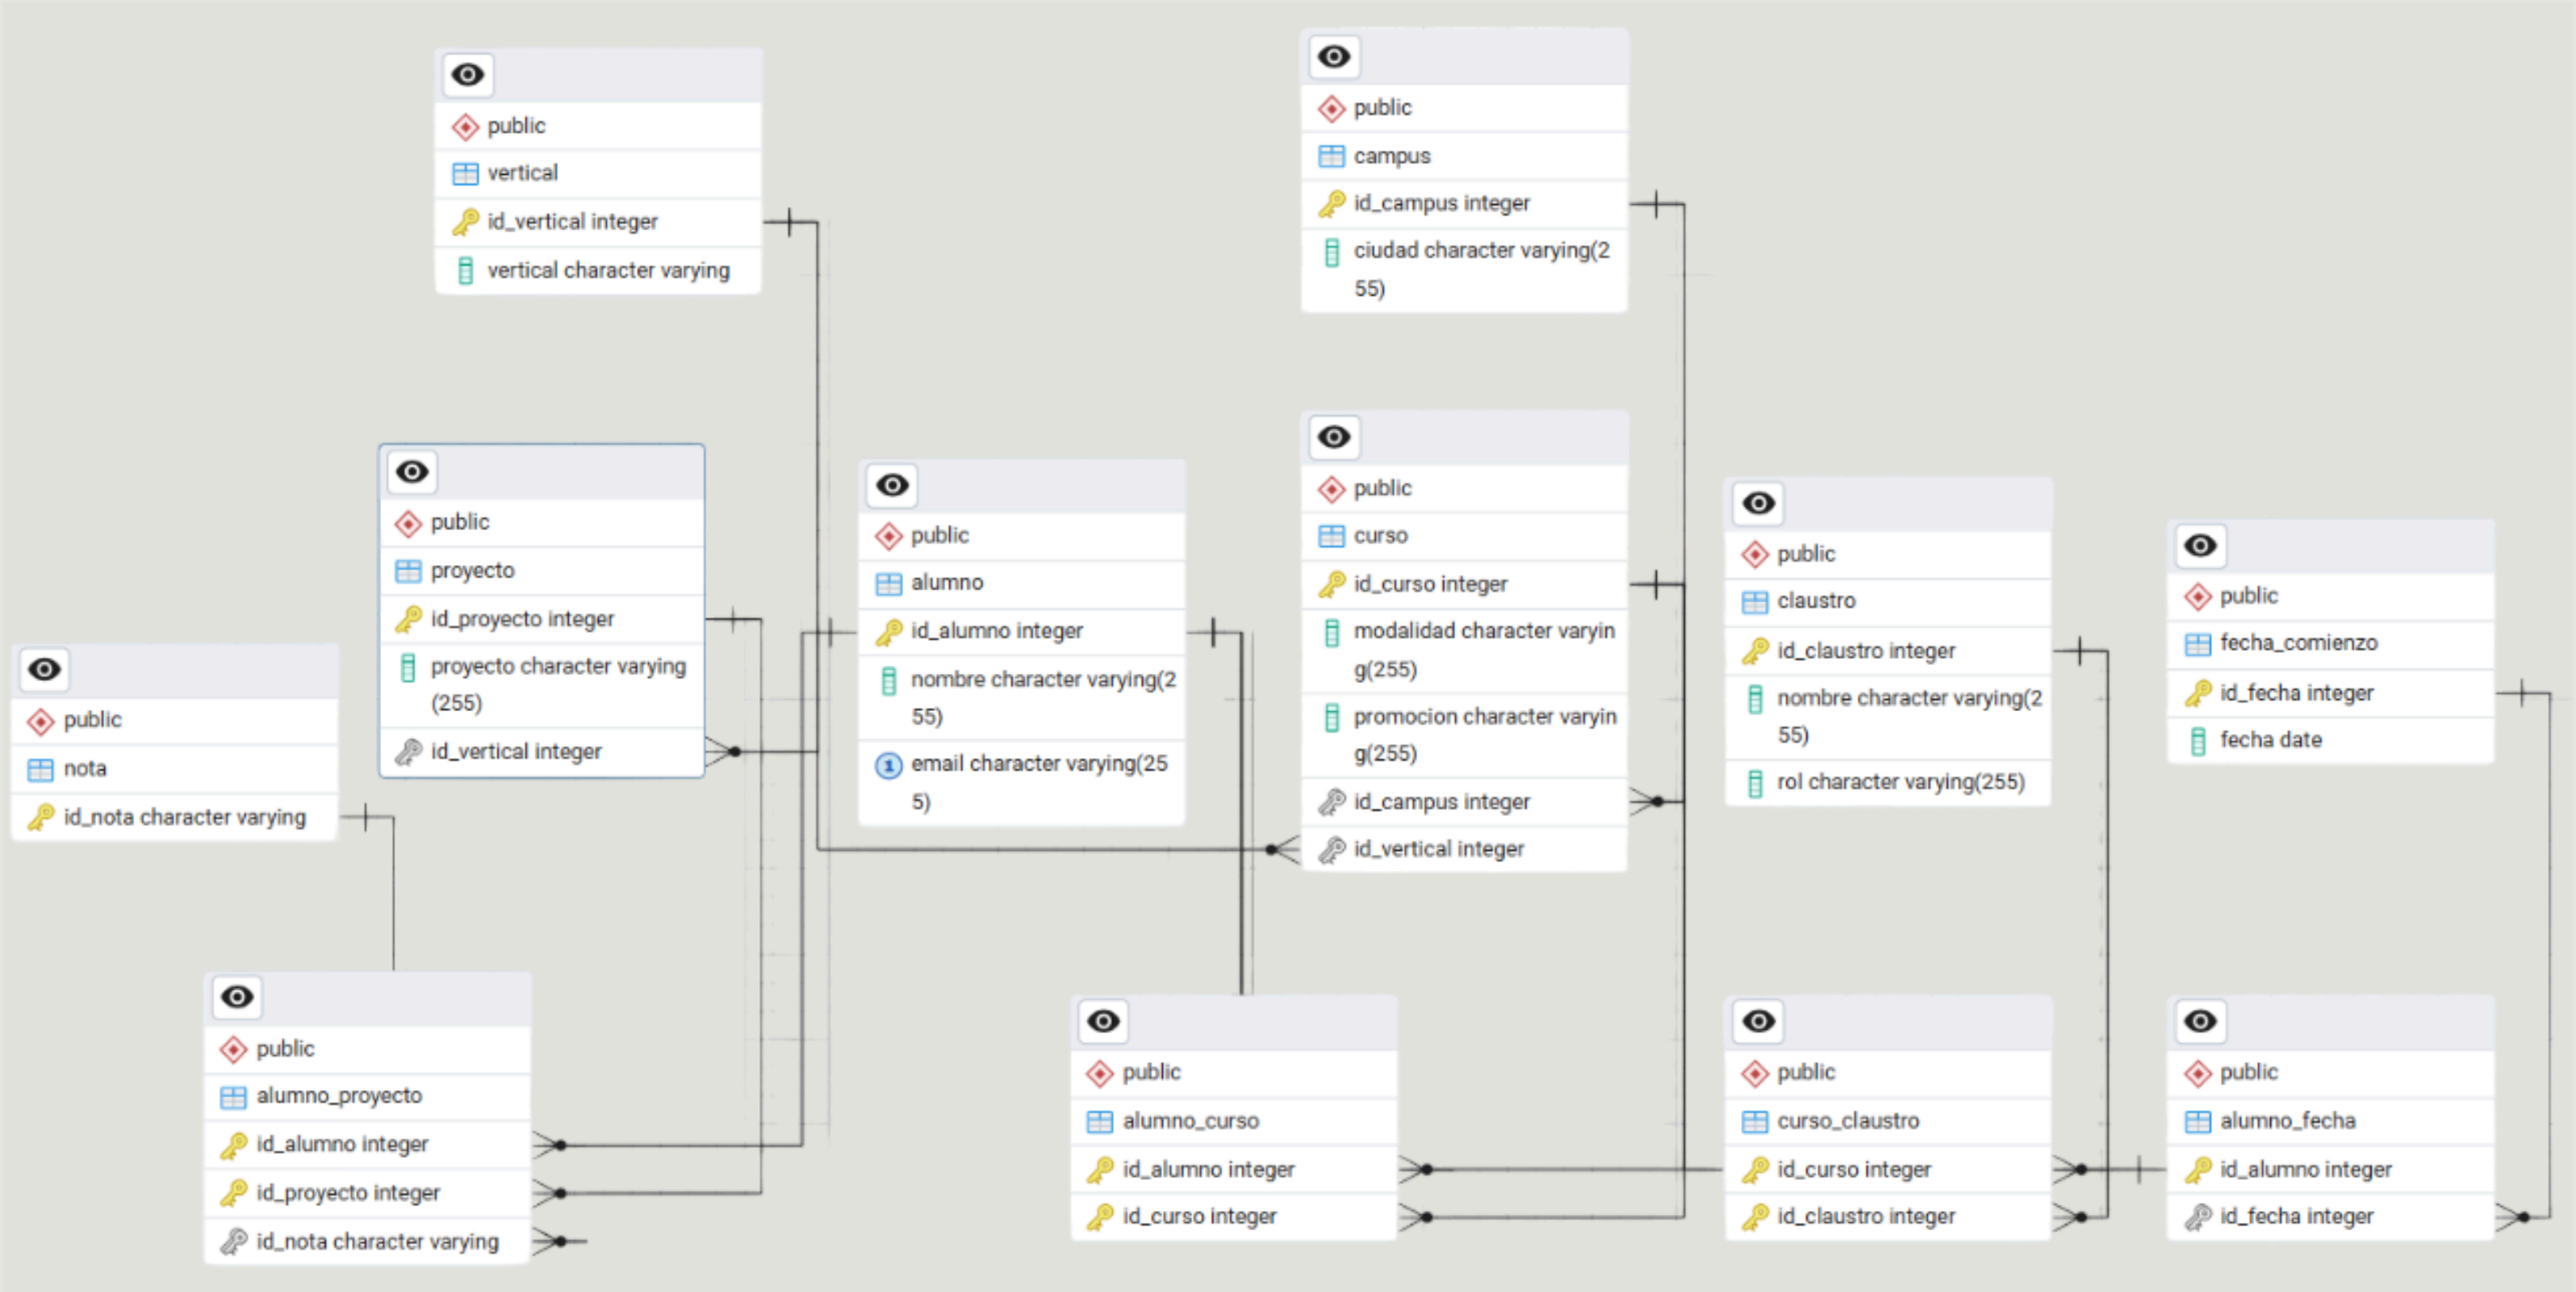 public
vertical
id_vertical integer
vertical character varying
public
campus
id_campus integer
ciudad character varying(2
55)
public
proyecto
id_proyecto integer
proyecto character varying
(255)
id_vertical integer
public
alumno
id_alumno integer
nombre character varying(2
55)
1 email character varying(25
5)
public
curso
id_curso integer
modalidad character varyin
g(255)
promocion character varyin
g(255)
id_campus integer
id_vertical integer
public
claustro
id_claustro integer
nombre character varying(2
55)
rol character varying(255)
public
fecha_comienzo
id_fecha integer
fecha date
public
nota
id_nota character varying
public
alumno_proyecto
id_alumno integer
id_proyecto integer
id_nota character varying
public
alumno_curso
id_alumno integer
id_curso integer
public
curso_claustro
id_curso integer
id_claustro integer
public
alumno_fecha
id_alumno integer
id_fecha integer